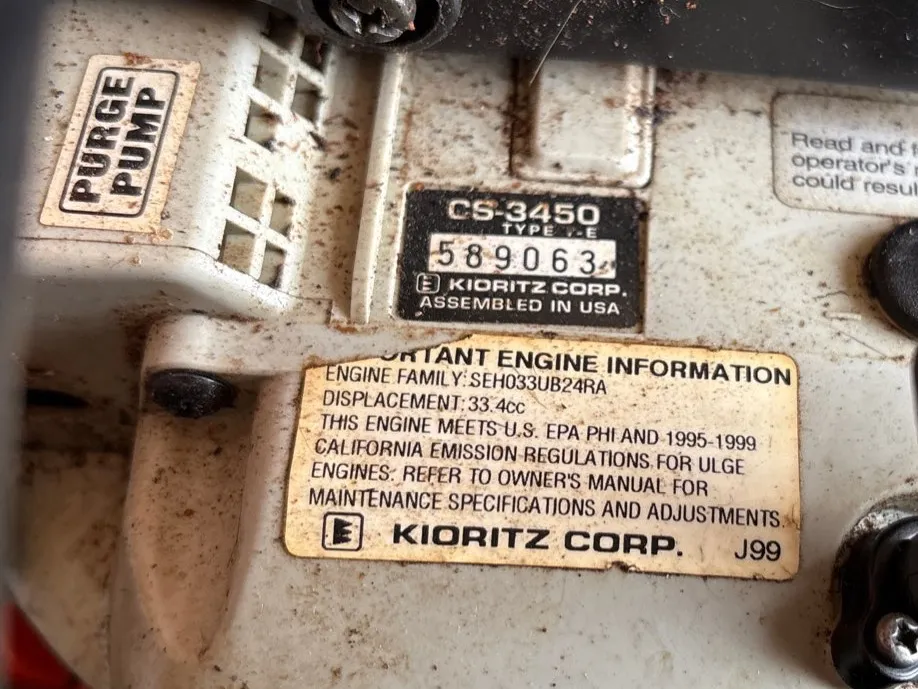 PURGE
PUMP
Read and
operator's
could
CS-3450
TYPE
589063
KIORITZ CORP.
ASSEMBLED IN USA
ENGINE INFORMATION
ENGINE FAMILY: SEH033UB24RA
DISPLACEMENT: 33.4cc
THIS ENGINE MEETS U.S. EPA PHI AND 1995-1999
CALIFORNIA EMISSION REGULATIONS FOR ULGE
ENGINES. REFER TO OWNER'S MANUAL FOR
MAINTENANCE SPECIFICATIONS AND ADJUSTMENTS.
KIORITZ CORP. J99